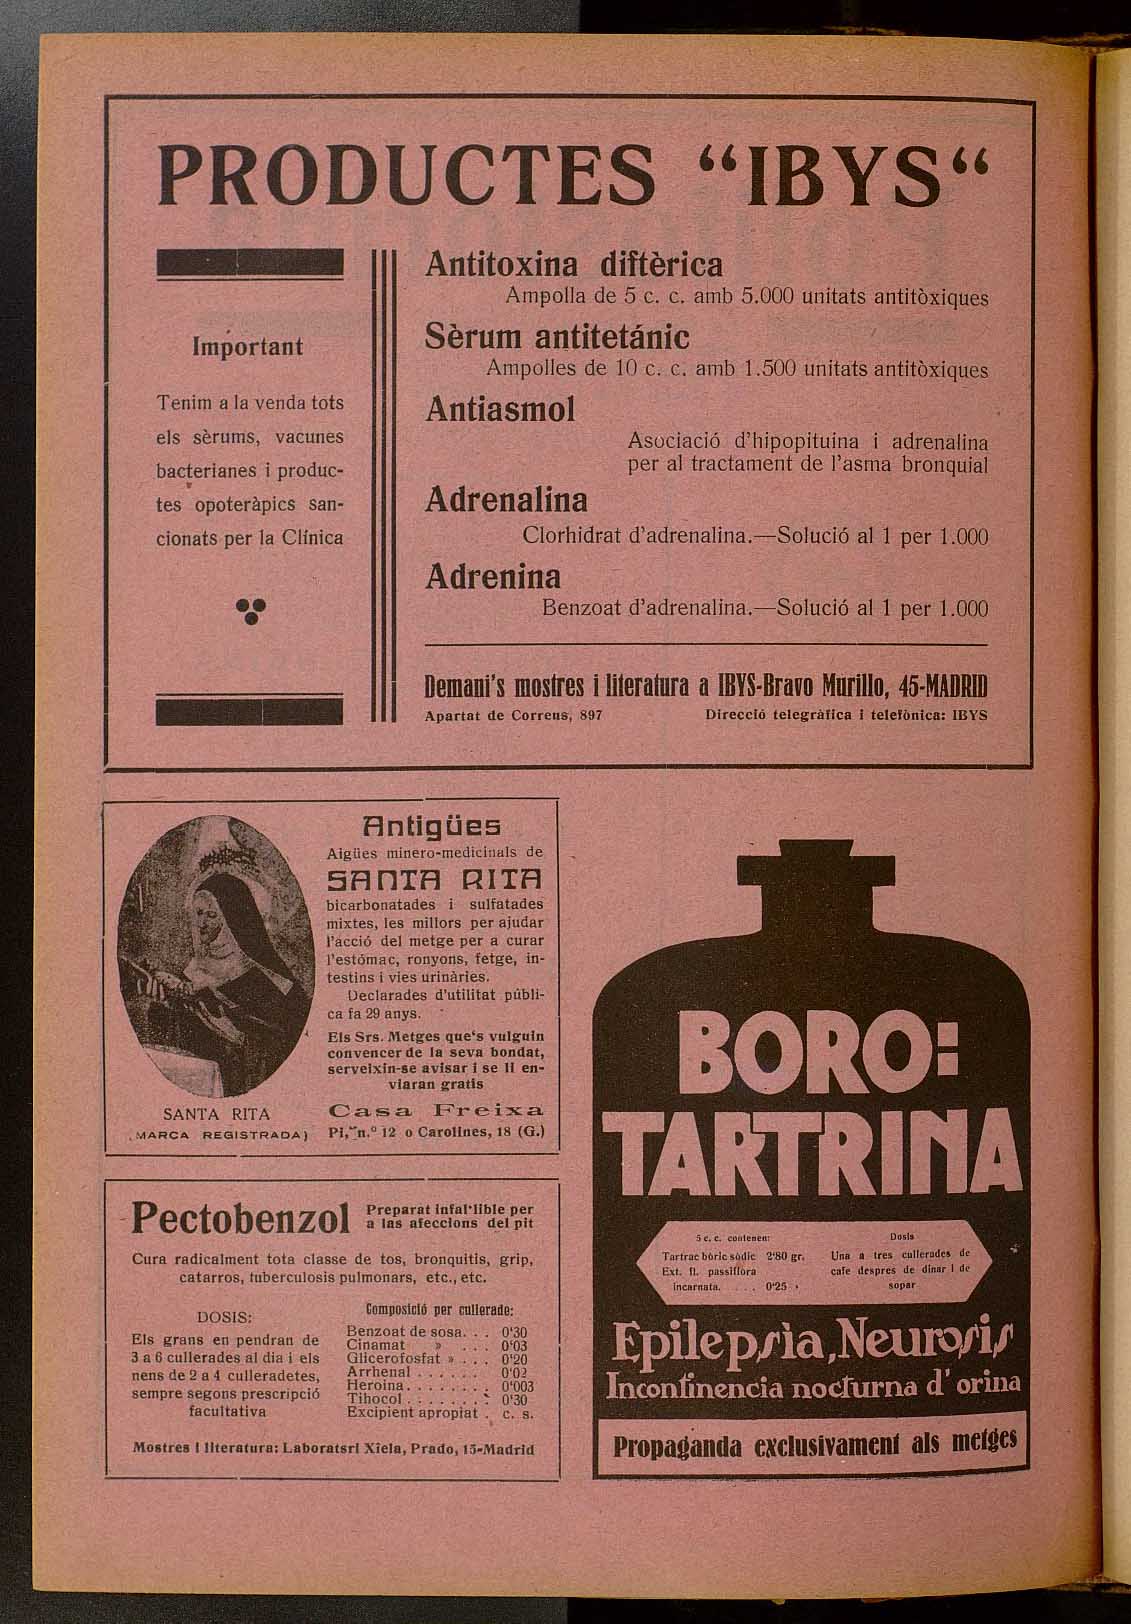 PRODUCTES “IBYS“
Important
Tenim a la venda tots
els sèrums, vacunes
bacterianes i produc-
tes opoteràpics san-
cionats per la Clínica
Antitoxina diftèrica
Ampolla de 5 c. c. amb 5.000 unitats antitòxiques
Sèrum antitetánic
Ampolles de 10 c. c. amb 1.500 unitats antitòxiques
Antiasmol
Asociació d'hipopituina i adrenalina
per al tractament de l'asma bronquial
Adrenalina
Clorhidrat d'adrenalina.—Solució al 1 per 1.000
Adrenina
Benzoat d'adrenalina.—Solució al 1 per 1.000
Demani's mostres i literatura a IBYS-Bravo Murillo, 45-MADRID
Apartat de Correus, 897 Direcció telegràfica i telefònica: IBYS
SANTA RITA
(MARCA REGISTRADA)
Antigües
Aigües minero-medicinals de
SANTA RITA
bicarbonatades i sulfatades
mixtes, les millors per ajudar
l'acció del metge per a curar
l'estómac, ronyons, fetge, in-
testins i vies urinàries.
Declarades d'utilitat públi-
ca fa 29 anys.
Els Srs. Metges que's vulguin
convencer de la seva bondat,
serveixin-se avisar i se li en-
viaran gratis
Casa Freixa
Pi, n.º 12 o Carolines, 18 (G.)
Pectobenzol Preparat infal·lible per
a las afeccions del pit
Cura radicalment tota classe de tos, bronquitis, grip,
catarros, tuberculosis pulmonars, etc., etc.
DOSIS:
Els grans en pendran de
3 a 6 cullerades al dia i els
nens de 2 a 4 culleradetes,
sempre segons prescripció
facultativa
Composició per cullerade:
Benzoat de sosa. . . 0'30
Cinamat » . . . 0'03
Glicerofosfat » . . . 0'20
Arrhenal . . . . . . 0'02
Heroina. . . . . . . . 0'003
Tihocol . . . . . . . 0'30
Excipient apropiat . c. s.
Mostres i literatura: Laboratsri Xiela, Prado, 15-Madrid
BORO:
TARTRINA
5 c. c. contenen:
Tartrac bòric sòdic 2'80 gr.
Ext. fl. passiflora
incarnata. . . . 0'25 »
Dosis
Una a tres cullerades de
cafe despres de dinar i de
sopar
Epilepsìa, Neurosis
Incontinencia nocturna d'orina
Propaganda exclusivament als metges